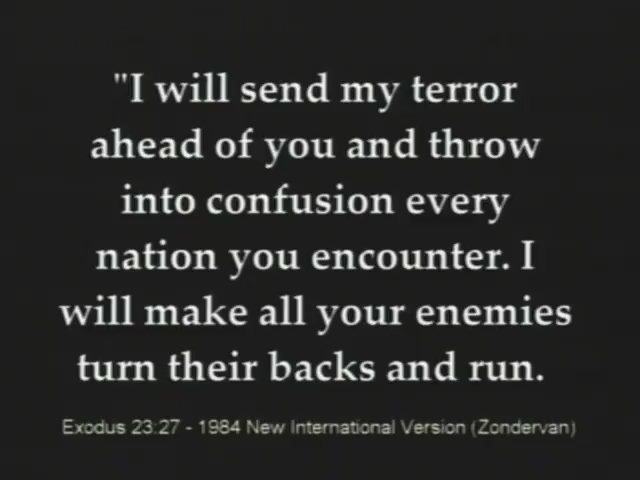 "I will send my terror
ahead of you and throw
into confusion every
nation you encounter. I
will make all your enemies
turn their backs and run.
Exodus 23:27 - 1984 New International Version (Zondervan)